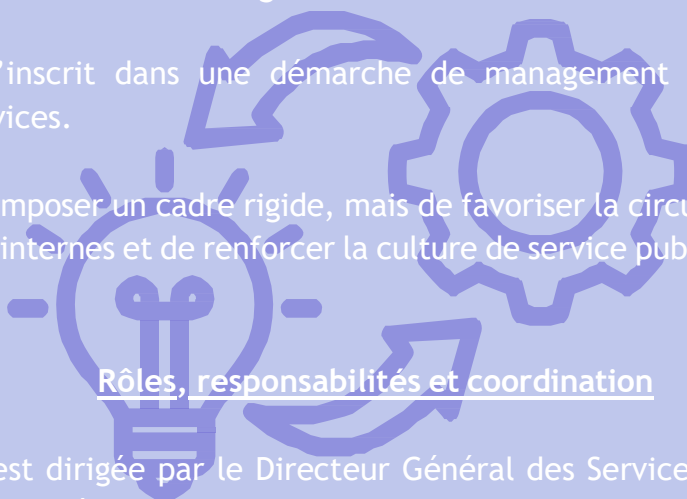 'inscrit dans une démarche de management
vices.
mposer un cadre rigide, mais de favoriser la circu
internes et de renforcer la culture de service pub
Rôles, responsabilités et coordination
est dirigée par le Directeur Général des Service